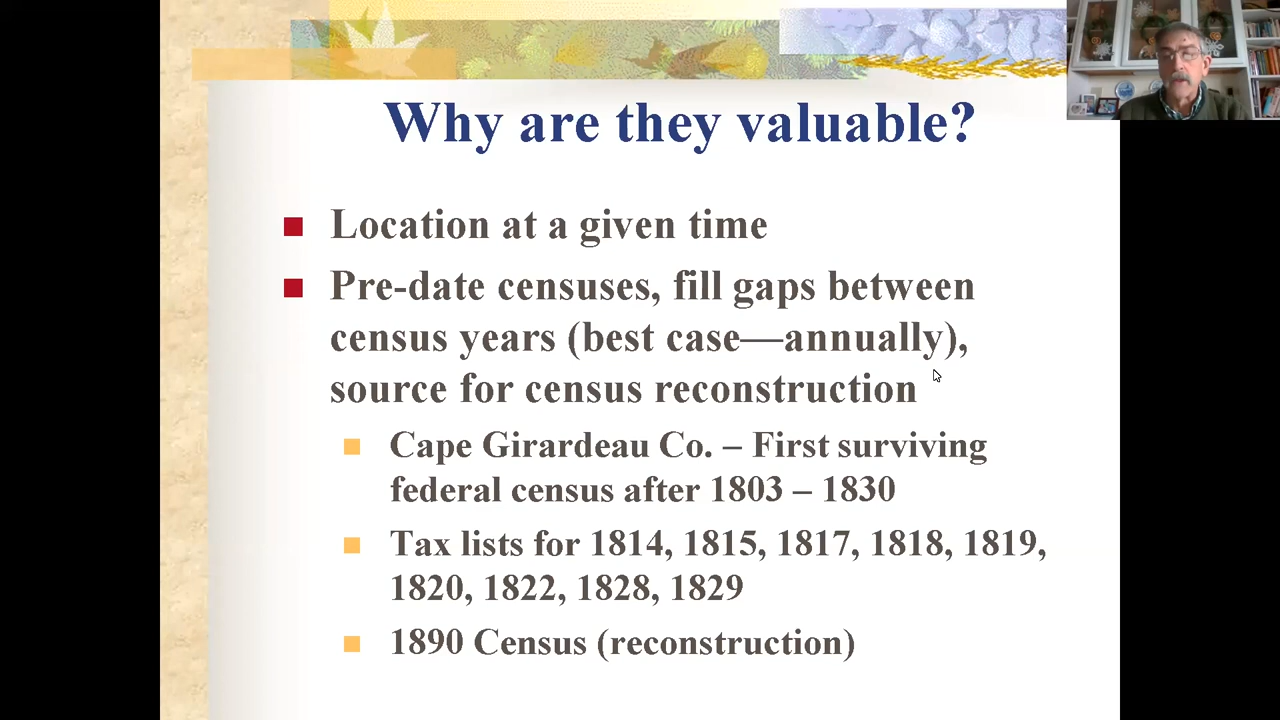 Why are they valuable?
Location at a given time
Pre-date censuses, fill gaps between
census years (best case—annually),
source for census reconstruction
Cape Girardeau Co. – First surviving
federal census after 1803 – 1830
Tax lists for 1814, 1815, 1817, 1818, 1819,
1820, 1822, 1828, 1829
1890 Census (reconstruction)